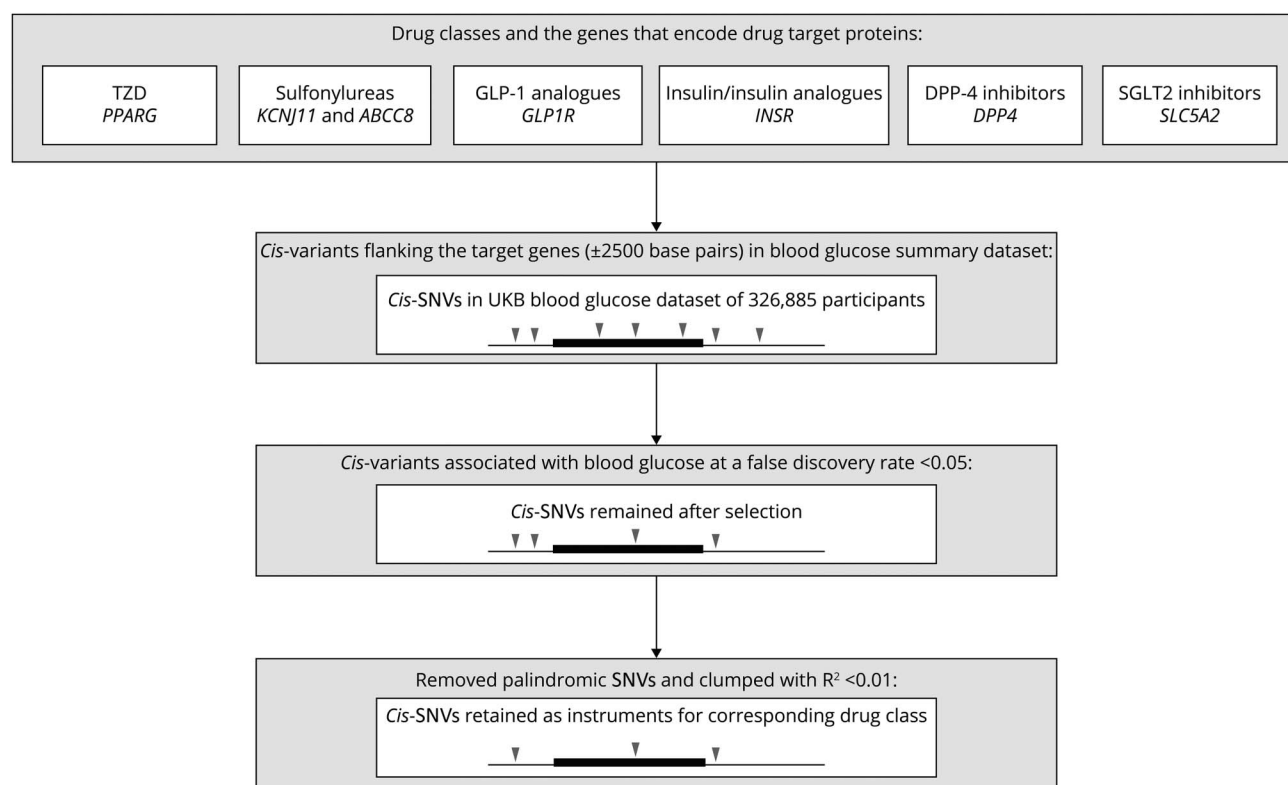 Drug classes and the genes that encode drug target proteins:
TZD
PPARG
Sulfonylureas
KCNJ11 and ABCC8
GLP-1 analogues
GLP1R
Insulin/insulin analogues
INSR
DPP-4 inhibitors
DPP4
SGLT2 inhibitors
SLC5A2
Cis-variants flanking the target genes (±2500 base pairs) in blood glucose summary dataset:
Cis-SNVs in UKB blood glucose dataset of 326,885 participants
Cis-variants associated with blood glucose at a false discovery rate <0.05:
Cis-SNVs remained after selection
Removed palindromic SNVs and clumped with R² <0.01:
Cis-SNVs retained as instruments for corresponding drug class